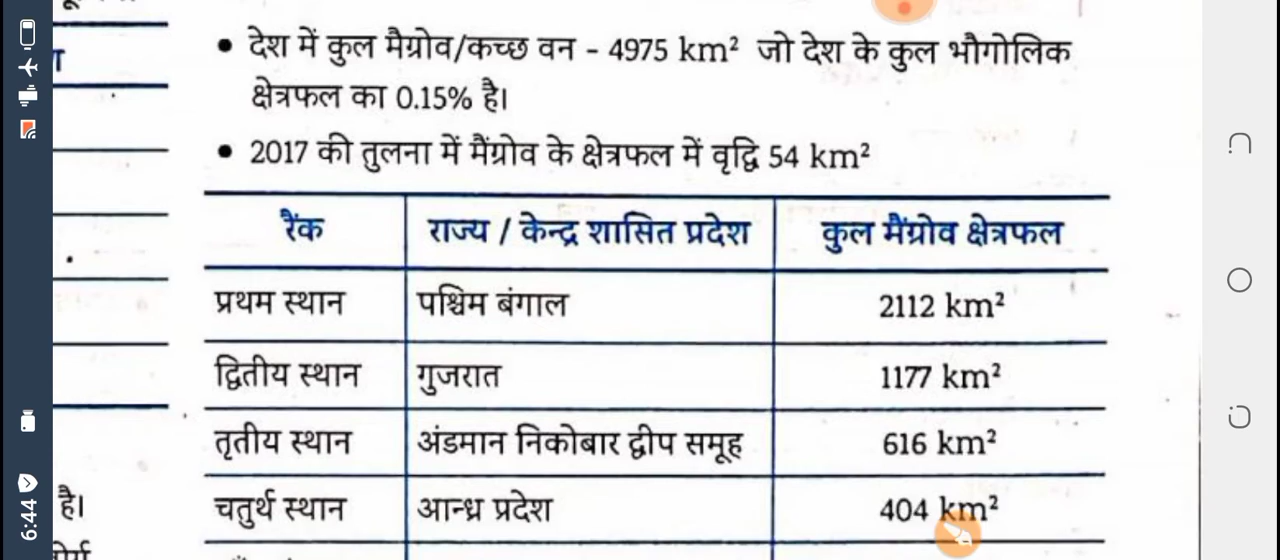 • देश में कुल मैग्रोव/कच्छ वन - 4975 km² जो देश के कुल भौगोलिक
क्षेत्रफल का 0.15% है।
• 2017 की तुलना में मैंग्रोव के क्षेत्रफल में वृद्धि 54 km²
रैंक राज्य / केन्द्र शासित प्रदेश कुल मैंग्रोव क्षेत्रफल
प्रथम स्थान पश्चिम बंगाल 2112 km²
द्वितीय स्थान गुजरात 1177 km²
तृतीय स्थान अंडमान निकोबार द्वीप समूह 616 km²
चतुर्थ स्थान आन्ध्र प्रदेश 404 km²
है।
6:44